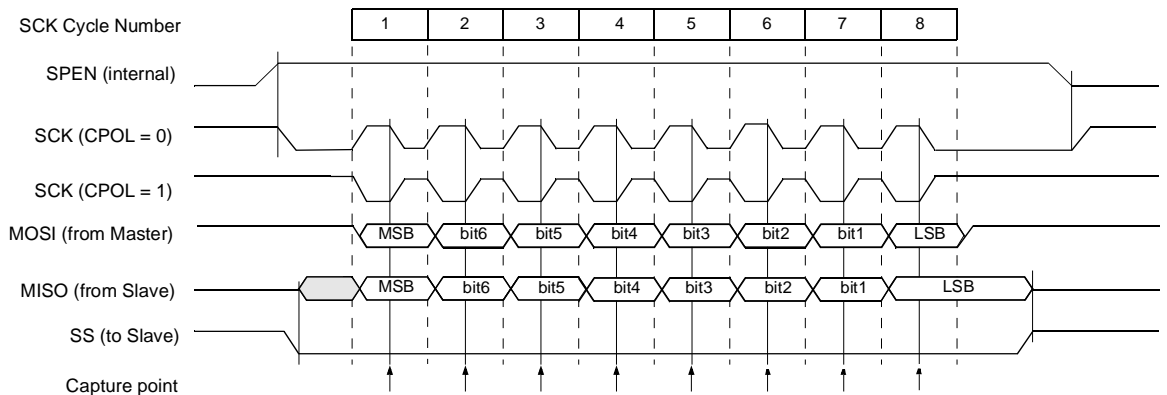 SCK Cycle Number 1 2 3 4 5 6 7 8
SPEN (internal)
SCK (CPOL = 0)
SCK (CPOL = 1)
MOSI (from Master) MSB bit6 bit5 bit4 bit3 bit2 bit1 LSB
MISO (from Slave) MSB bit6 bit5 bit4 bit3 bit2 bit1 LSB
SS (to Slave)
Capture point